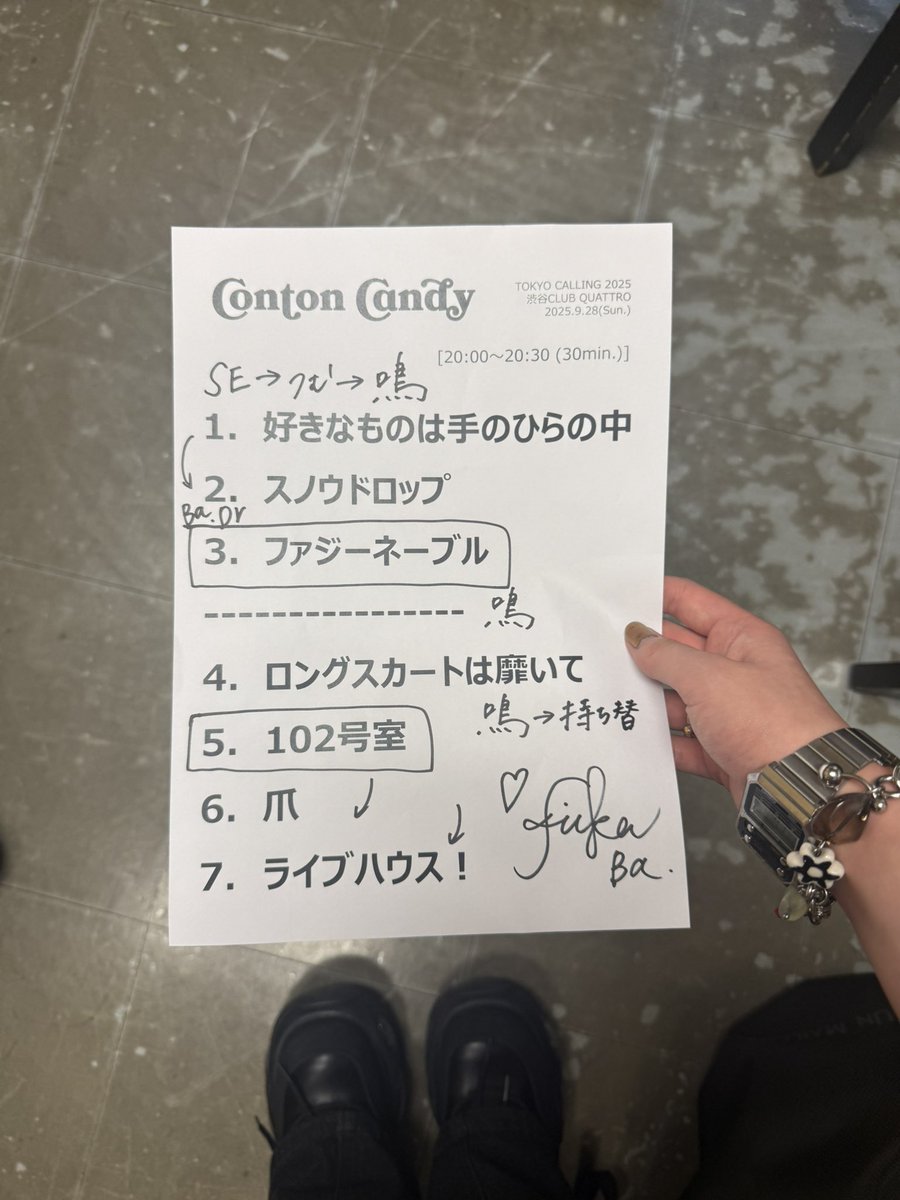 Conton Candy
TOKYO CALLING 2025
渋谷CLUB QUATTRO
2025.9.28(Sun.)
[20:00～20:30 (30min.)]
SE→つむ→鳴
1. 好きなものは手のひらの中
2. スノウドロップ
Ba.Dr
3. ファジーネーブル
---------------- 鳴
4. ロングスカートは靡いて
鳴→持ち替
5. 102号室
6. 爪
7. ライブハウス！
♡fuka
Ba.